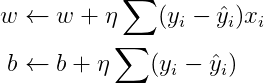 w ← w + η ∑(yᵢ − ŷᵢ)xᵢ
b ← b + η ∑(yᵢ − ŷᵢ)